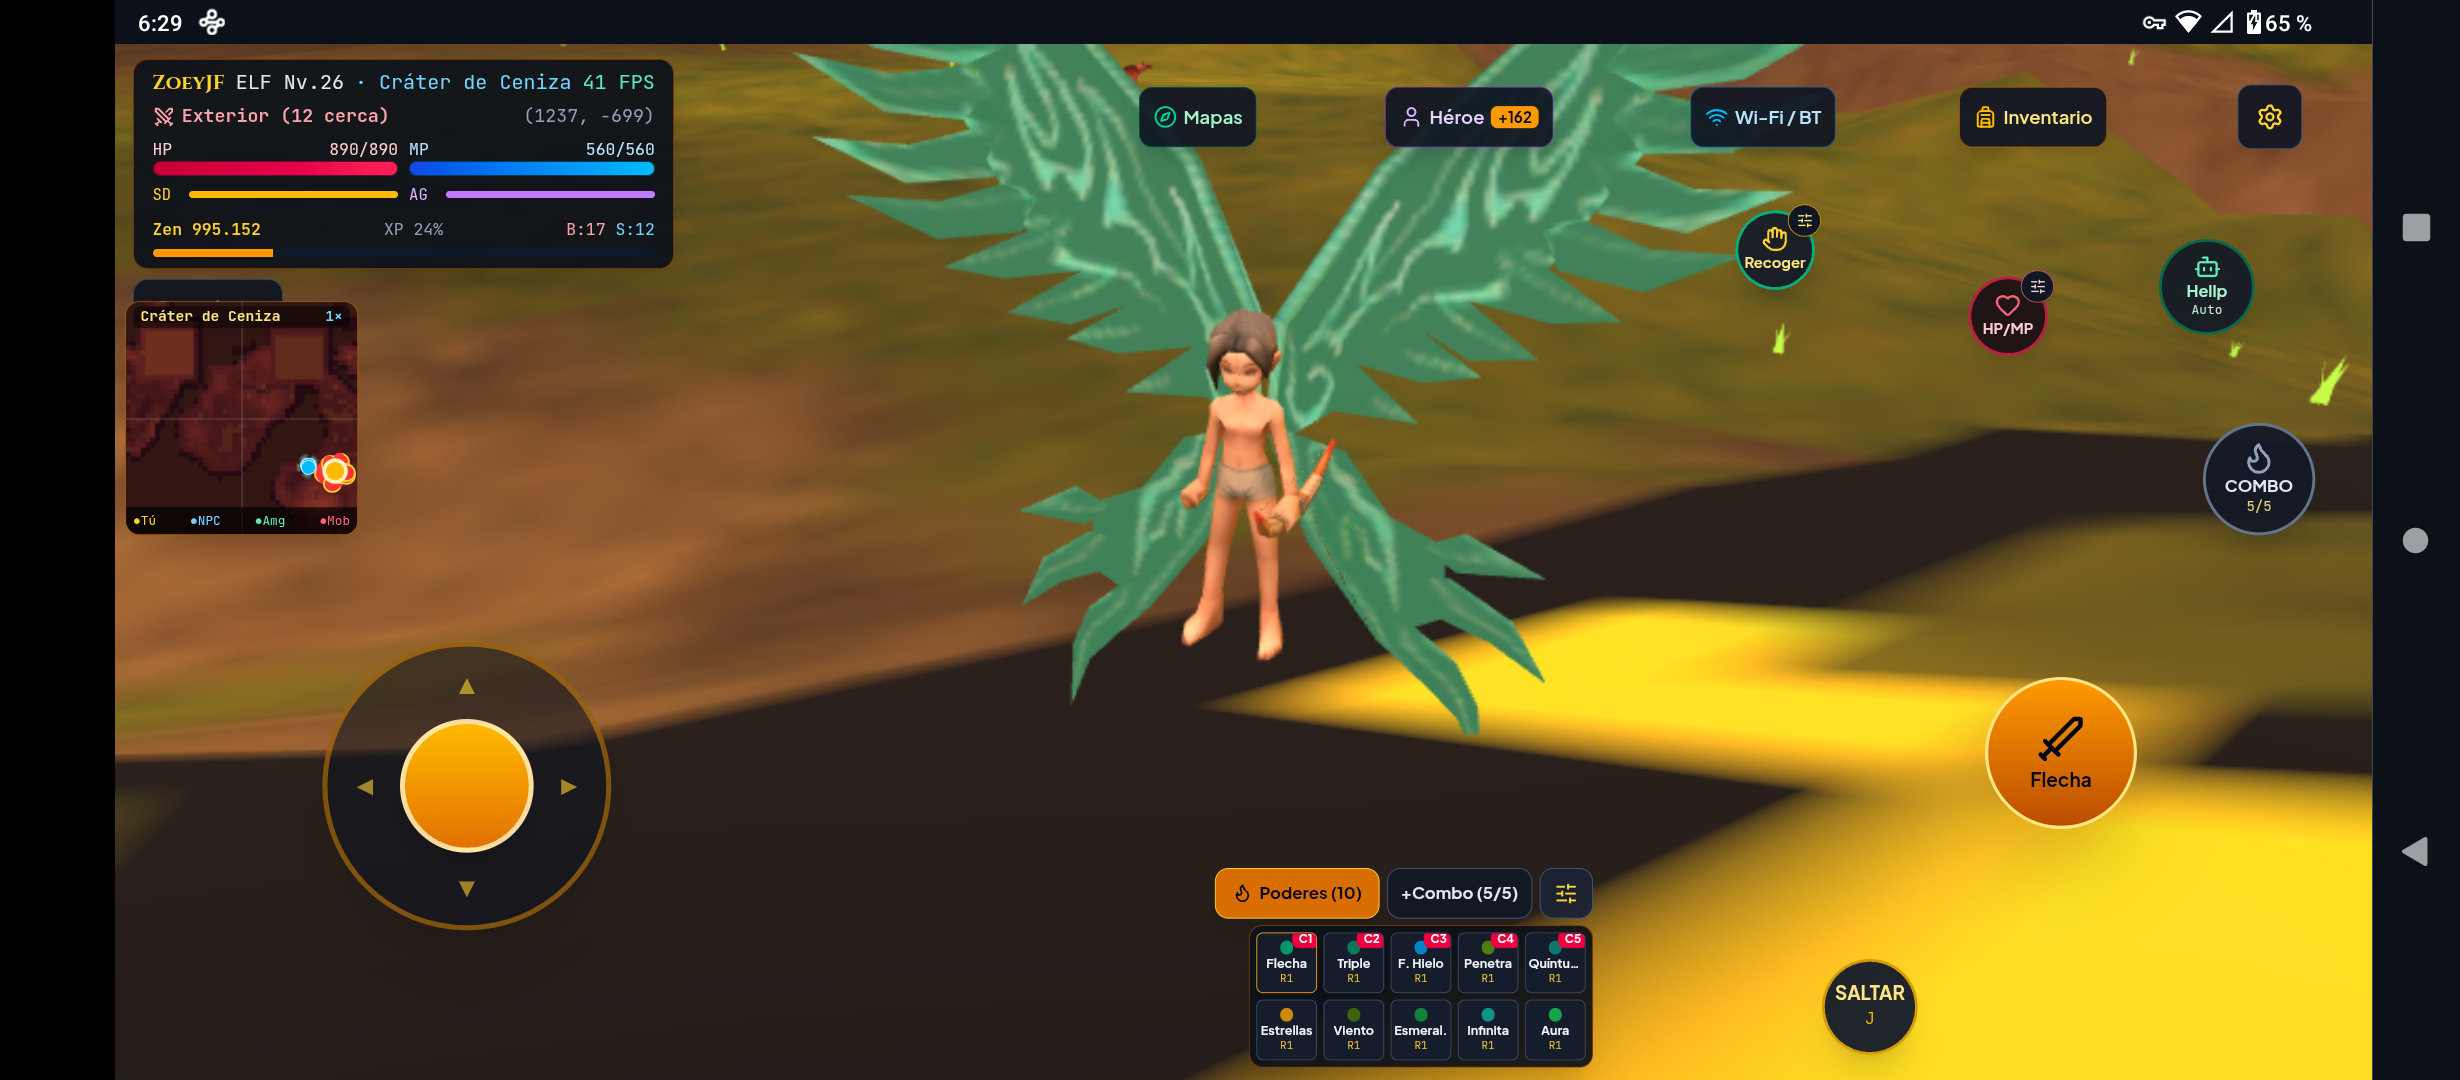 6:29
65 %
ZOEYJF ELF Nv.26 · Cráter de Ceniza 41 FPS
Exterior (12 cerca) (1237, -699)
HP 890/890 MP 560/560
SD AG
Zen 995.152 XP 24% B:17 S:12
Mapas
Héroe +162
Wi-Fi / BT
Inventario
Recoger
HP/MP
Hellp
Auto
Cráter de Ceniza 1×
Tú NPC Amg Mob
COMBO
5/5
Flecha
Poderes (10) +Combo (5/5)
C1 C2 C3 C4 C5
Flecha Triple F. Hielo Penetra Quíntu...
R1 R1 R1 R1 R1
Estrellas Viento Esmeral. Infinita Aura
R1 R1 R1 R1 R1
SALTAR
J